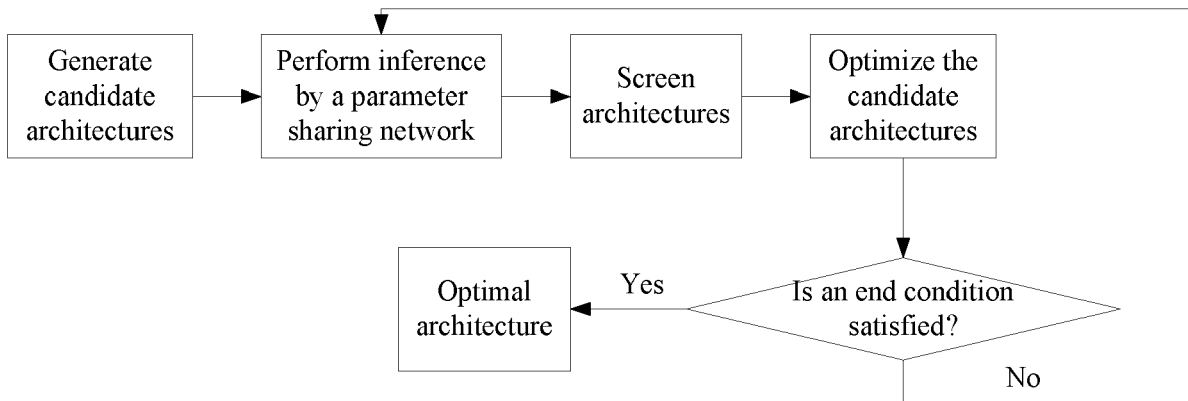 Generate
candidate
architectures
Perform inference
by a parameter
sharing network
Screen
architectures
Optimize the
candidate
architectures
Is an end condition
satisfied?
Yes
Optimal
architecture
No